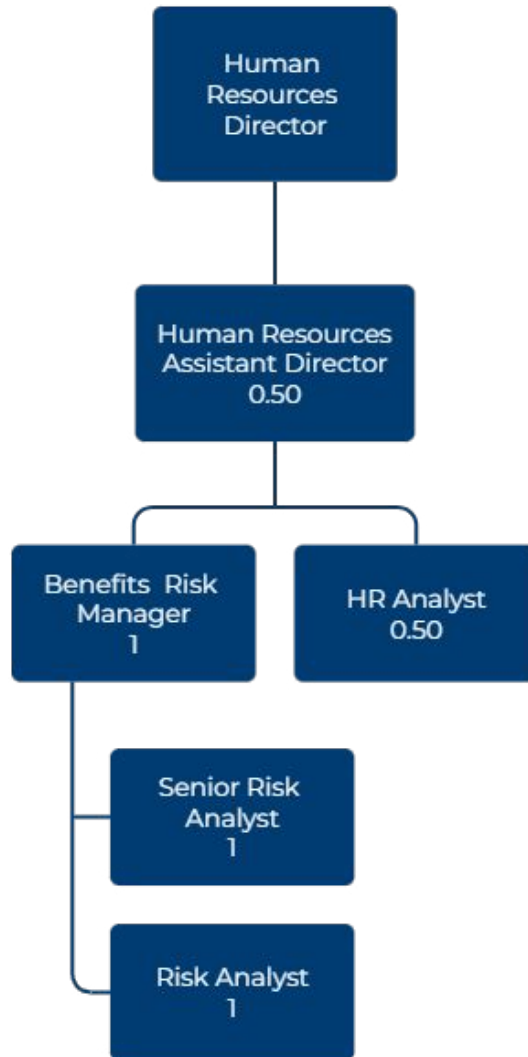 Human
Resources
Director
Human Resources
Assistant Director
0.50
Benefits Risk
Manager
1
HR Analyst
0.50
Senior Risk
Analyst
1
Risk Analyst
1